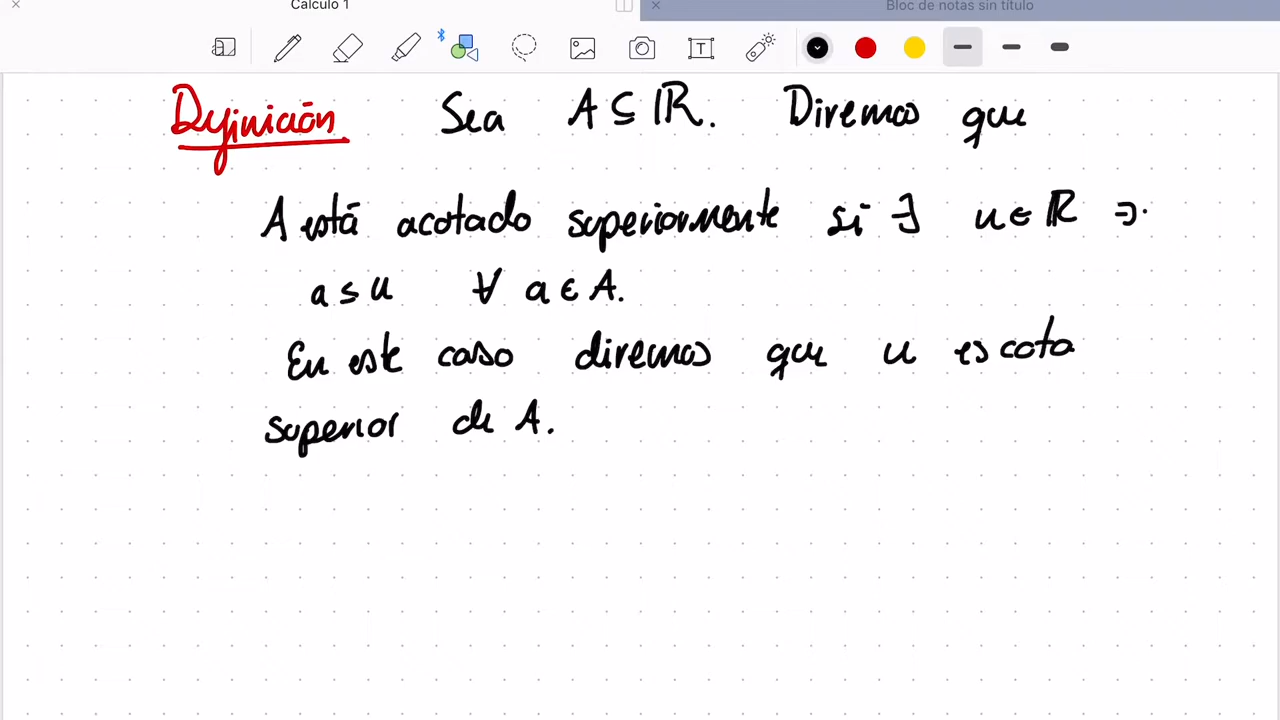 Calculo 1
Bloc de notas sin título
Definición Sea A ⊆ ℝ. Diremos que
A está acotado superiormente si ∃ u ∈ ℝ ∋·
a ≤ u ∀ a ∈ A.
En este caso diremos que u es cota
superior de A.